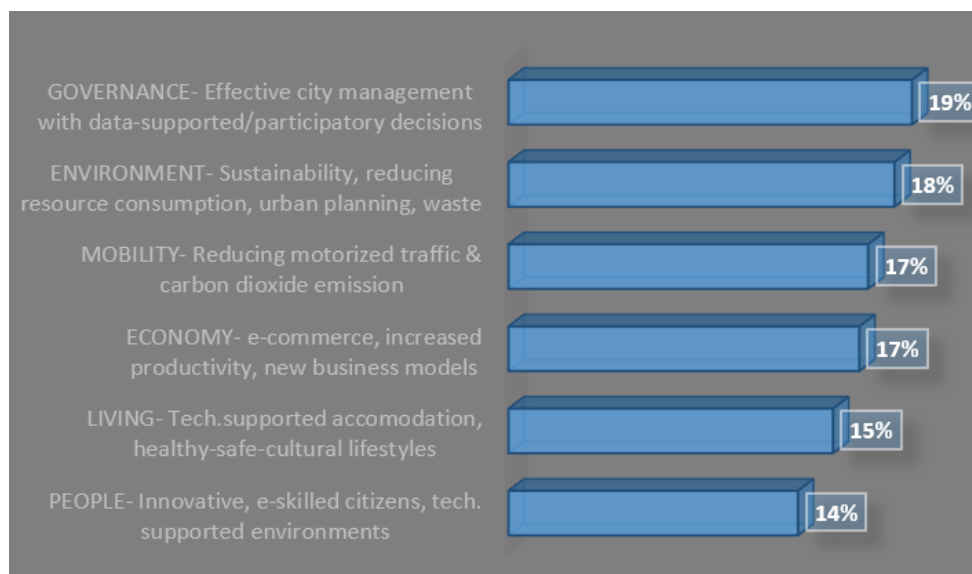 GOVERNANCE- Effective city management
with data-supported/participatory decisions
19%
ENVIRONMENT- Sustainability, reducing
resource consumption, urban planning, waste
18%
MOBILITY- Reducing motorized traffic &
carbon dioxide emission
17%
ECONOMY- e-commerce, increased
productivity, new business models
17%
LIVING- Tech.supported accomodation,
healthy-safe-cultural lifestyles
15%
PEOPLE- Innovative, e-skilled citizens, tech.
supported environments
14%